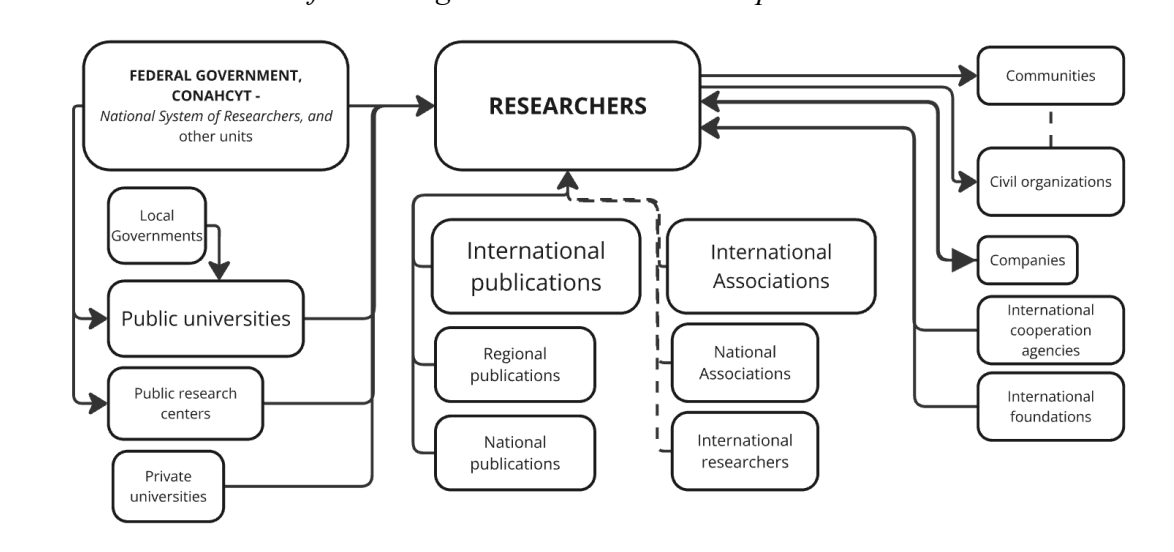 FEDERAL GOVERNMENT,
CONAHCYT -
National System of Researchers, and
other units
RESEARCHERS
Communities
Civil organizations
Local
Governments
Public universities
Public research
centers
Private
universities
International
publications
Regional
publications
National
publications
International
Associations
National
Associations
International
researchers
Companies
International
cooperation
agencies
International
foundations